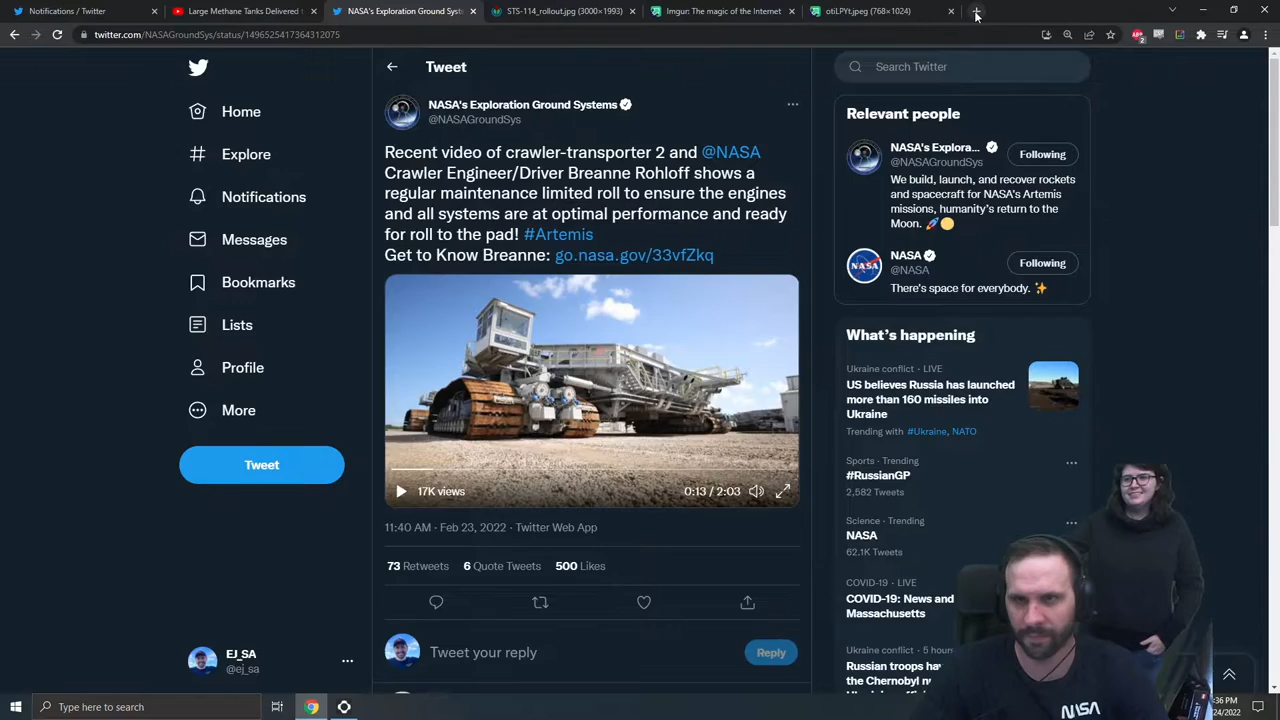 Notifications / Twitter
Large Methane Tanks Delivered
NASA's Exploration Ground Syst
STS-114_rollout.jpg (3000×1993)
Imgur: The magic of the Internet
otiLPYt.jpeg (768×1024)
twitter.com/NASAGroundSys/status/1496525417364312075
ABP
2
Home
Explore
Notifications
Messages
Bookmarks
Lists
Profile
More
Tweet
EJ_SA
@ej_sa
Tweet
NASA's Exploration Ground Systems
@NASAGroundSys
Recent video of crawler-transporter 2 and @NASA
Crawler Engineer/Driver Breanne Rohloff shows a
regular maintenance limited roll to ensure the engines
and all systems are at optimal performance and ready
for roll to the pad! #Artemis
Get to Know Breanne: go.nasa.gov/33vfZkq
17K views
0:13 / 2:03
11:40 AM · Feb 23, 2022 · Twitter Web App
73 Retweets 6 Quote Tweets 500 Likes
Tweet your reply
Reply
Search Twitter
Relevant people
NASA's Explora...
@NASAGroundSys
Following
We build, launch, and recover rockets
and spacecraft for NASA's Artemis
missions, humanity's return to the
Moon. 🚀🌕
NASA
@NASA
Following
There's space for everybody. ✨
What's happening
Ukraine conflict · LIVE
US believes Russia has launched
more than 160 missiles into
Ukraine
Trending with #Ukraine, NATO
Sports · Trending
#RussianGP
2,582 Tweets
Science · Trending
NASA
62.1K Tweets
COVID-19 · LIVE
COVID-19: News and
Massachusetts
Ukraine conflict · 5 hours
Russian troops ha
the Chernobyl
NASA
Type here to search
:36 PM
/24/2022